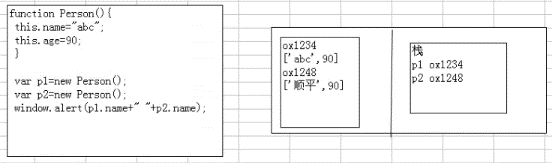 function Person(){
this.name="abc";
this.age=90;
}
var p1=new Person();
var p2=new Person();
window.alert(p1.name+" "+p2.name);
ox1234
['abc',90]
ox1248
['顺平',90]
栈
p1 ox1234
p2 ox1248